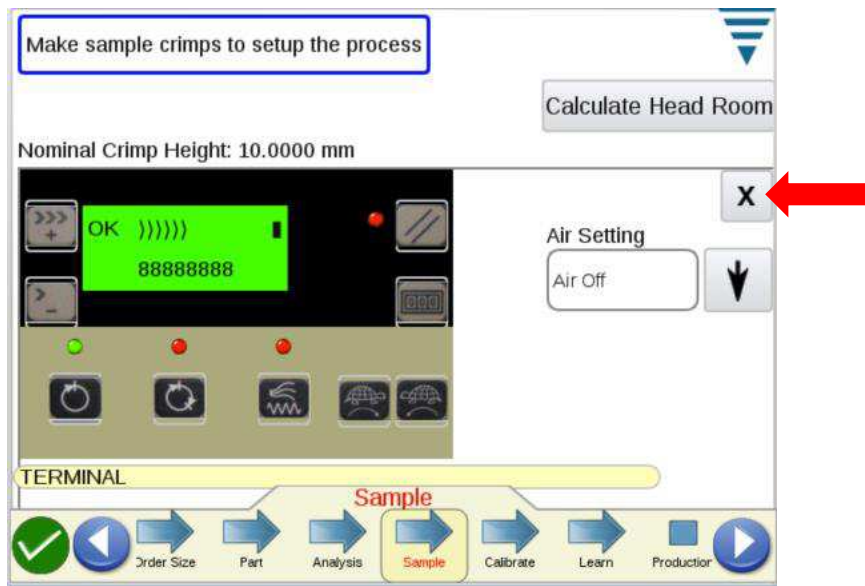 Make sample crimps to setup the process
Calculate Head Room
Nominal Crimp Height: 10.0000 mm
X
>>>
+
OK ⟩⟩⟩⟩⟩⟩ ▮
88888888
>
_
000
Air Setting
Air Off
TERMINAL
Sample
Order Size
Part
Analysis
Sample
Calibrate
Learn
Production